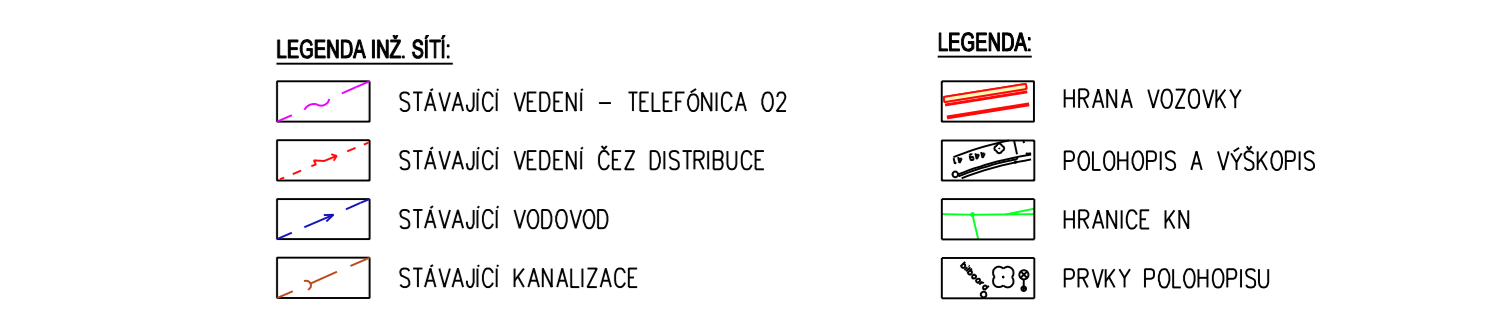 LEGENDA INŽ. SÍTÍ:
STÁVAJÍCÍ VEDENÍ – TELEFÓNICA O2
STÁVAJÍCÍ VEDENÍ ČEZ DISTRIBUCE
STÁVAJÍCÍ VODOVOD
STÁVAJÍCÍ KANALIZACE
LEGENDA:
HRANA VOZOVKY
POLOHOPIS A VÝŠKOPIS
HRANICE KN
PRVKY POLOHOPISU